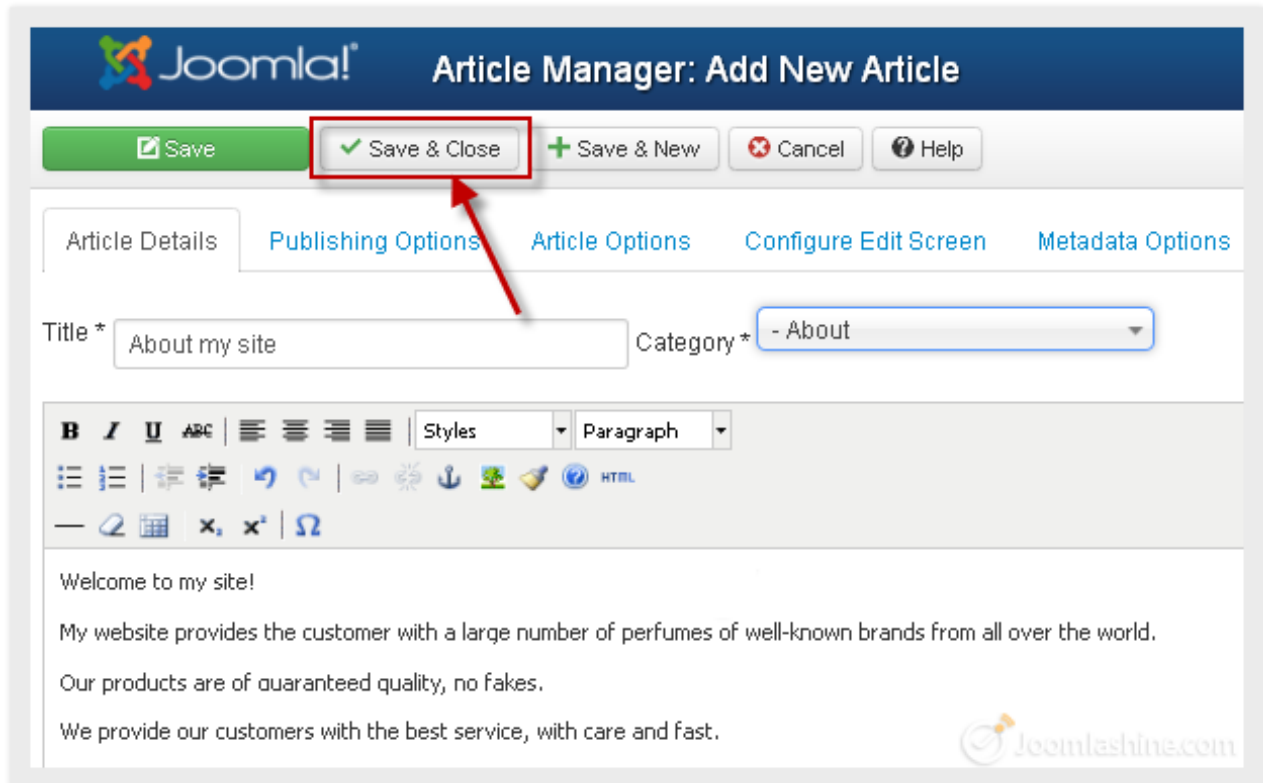 Joomla!® Article Manager: Add New Article
Save Save & Close Save & New Cancel Help
Article Details Publishing Options Article Options Configure Edit Screen Metadata Options
Title * About my site Category * - About
B I U ABC Styles Paragraph
HTML
x₂ x² Ω
Welcome to my site!
My website provides the customer with a large number of perfumes of well-known brands from all over the world.
Our products are of guaranteed quality, no fakes.
We provide our customers with the best service, with care and fast.
Joomlashine.com